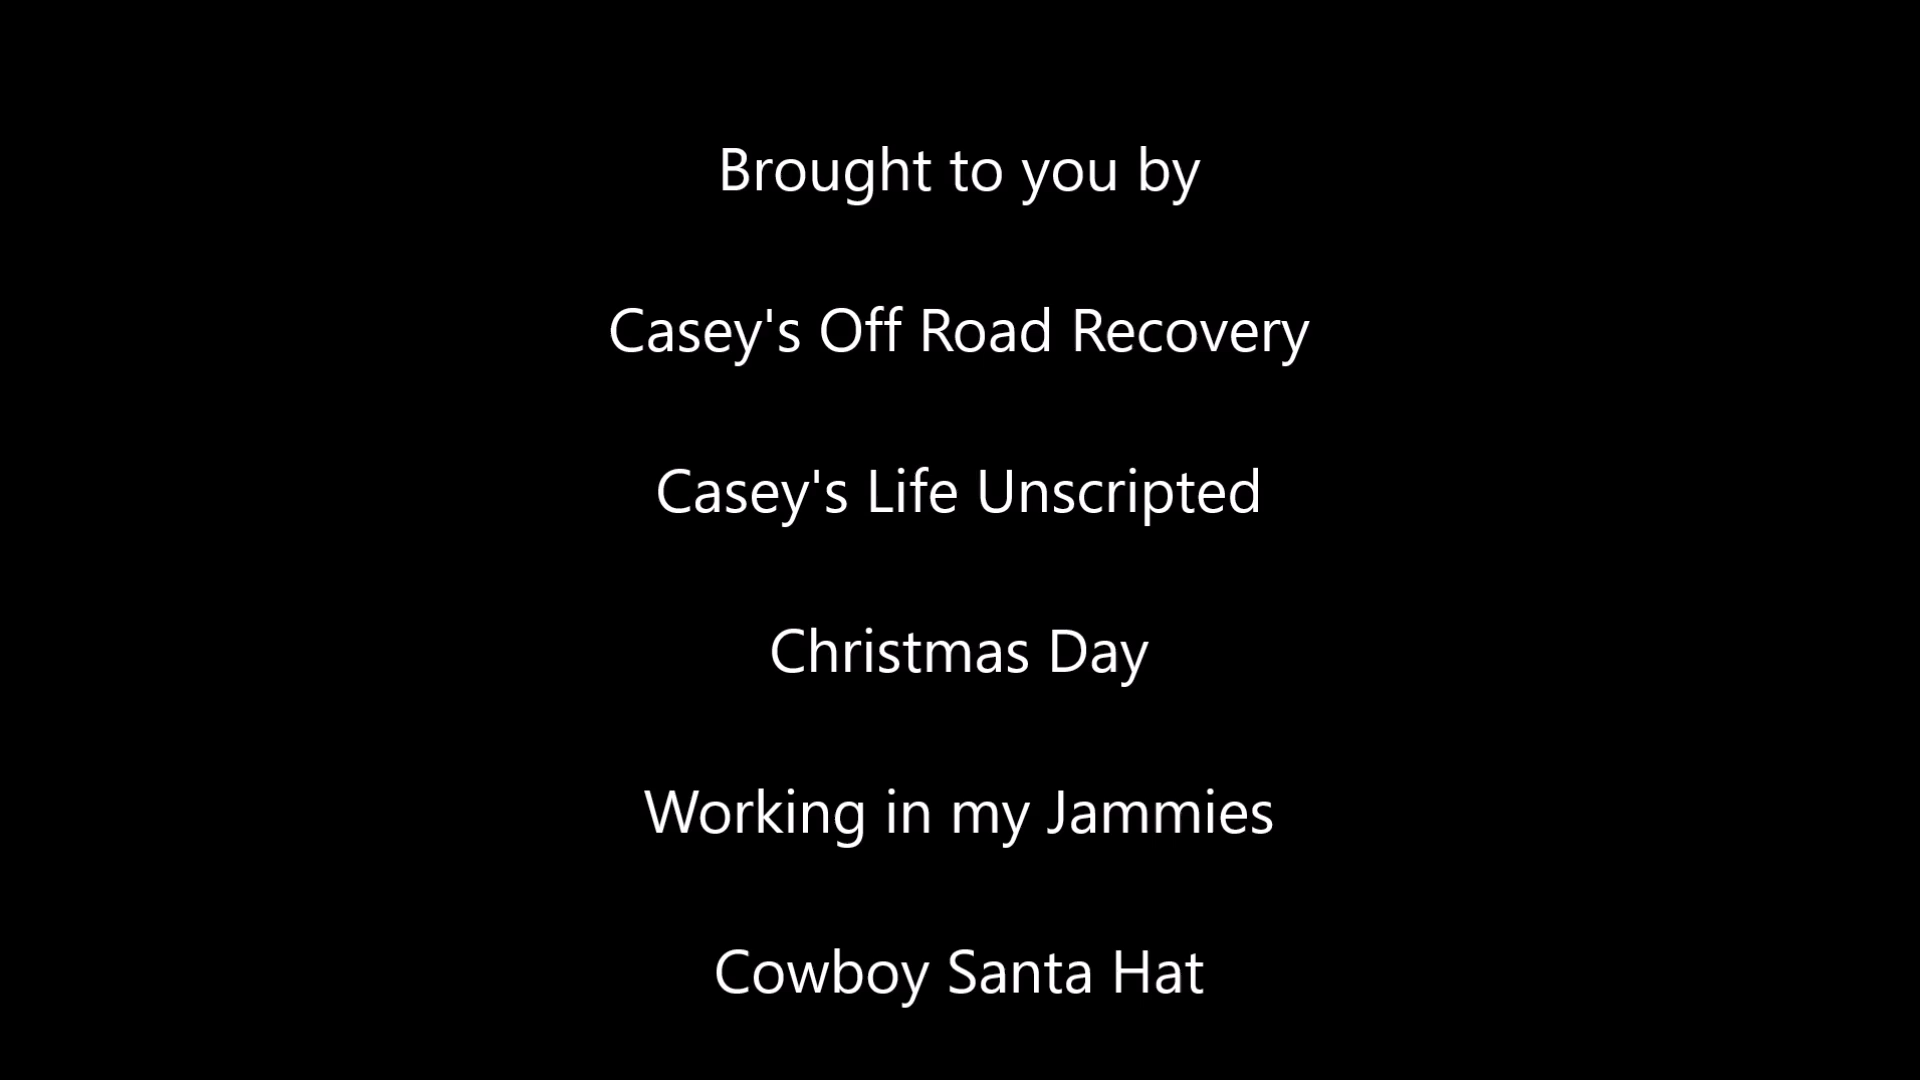 Brought to you by
Casey's Off Road Recovery
Casey's Life Unscripted
Christmas Day
Working in my Jammies
Cowboy Santa Hat